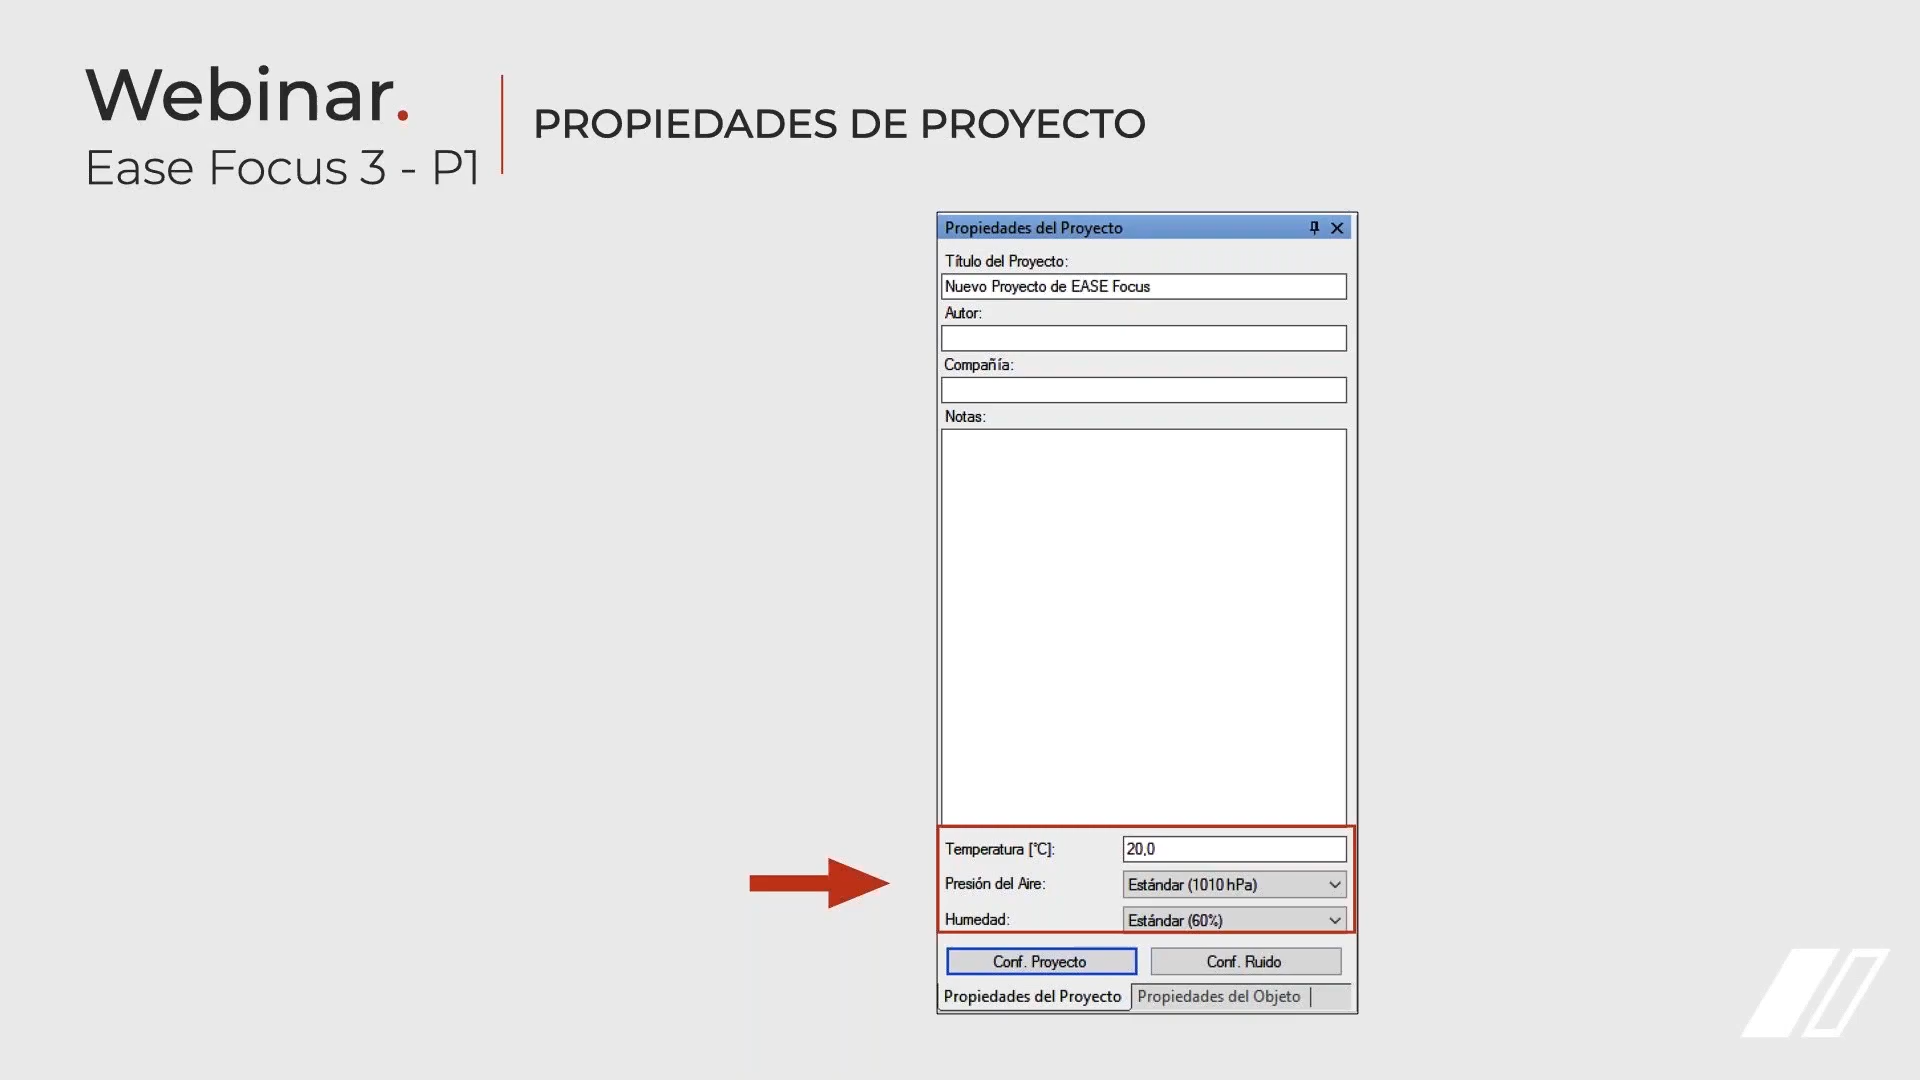 Webinar.
Ease Focus 3 - P1
PROPIEDADES DE PROYECTO
Propiedades del Proyecto
Título del Proyecto:
Nuevo Proyecto de EASE Focus
Autor:
Compañía:
Notas:
Temperatura [°C]: 20,0
Presión del Aire: Estándar (1010 hPa)
Humedad: Estándar (60%)
Conf. Proyecto Conf. Ruido
Propiedades del Proyecto Propiedades del Objeto